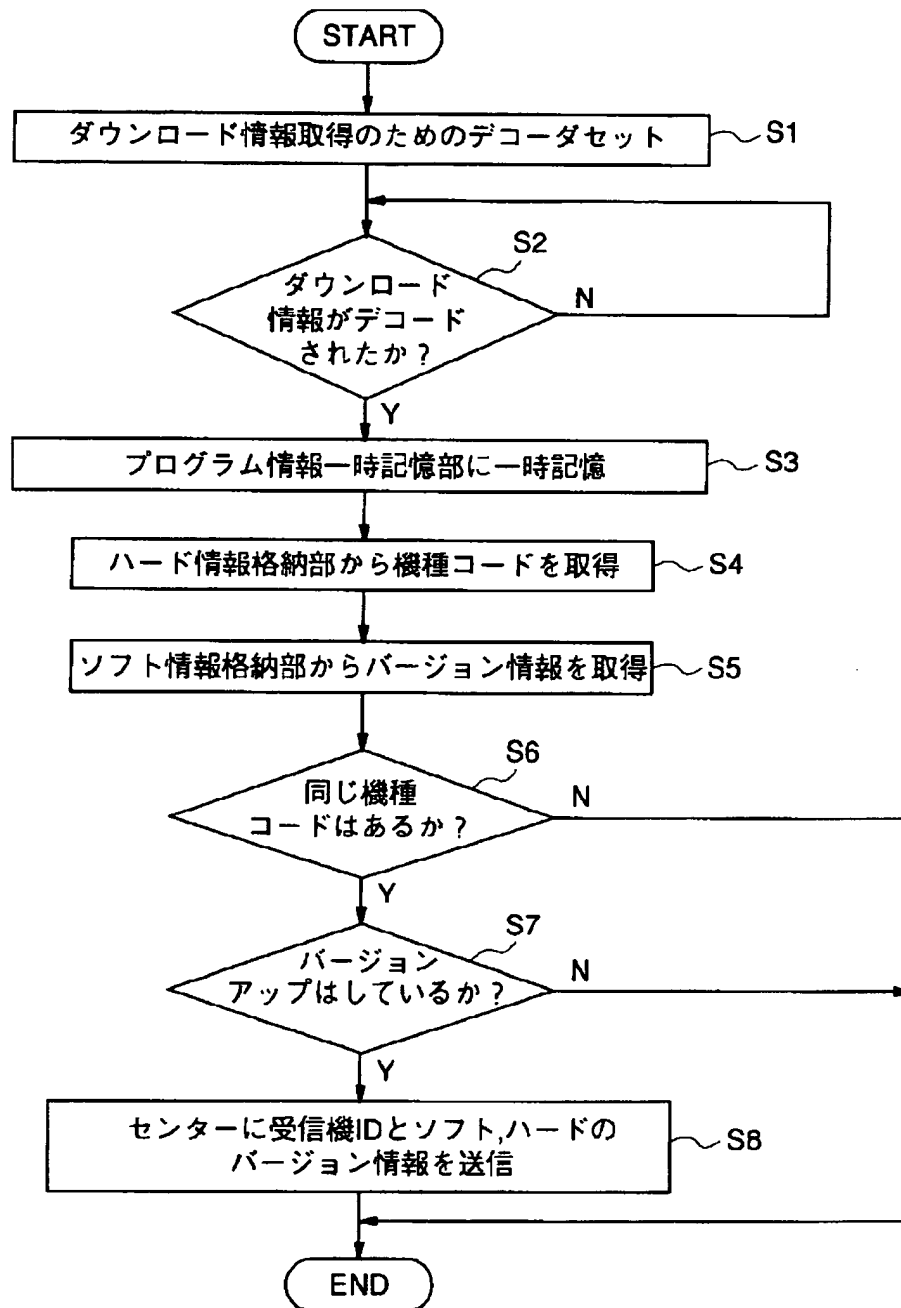 START
ダウンロード情報取得のためのデコーダセット
S1
S2
ダウンロード
情報がデコード
されたか？
N
Y
プログラム情報一時記憶部に一時記憶
S3
ハード情報格納部から機種コードを取得
S4
ソフト情報格納部からバージョン情報を取得
S5
S6
同じ機種
コードはあるか？
N
Y
S7
バージョン
アップはしているか？
N
Y
センターに受信機IDとソフト,ハードの
バージョン情報を送信
S8
END